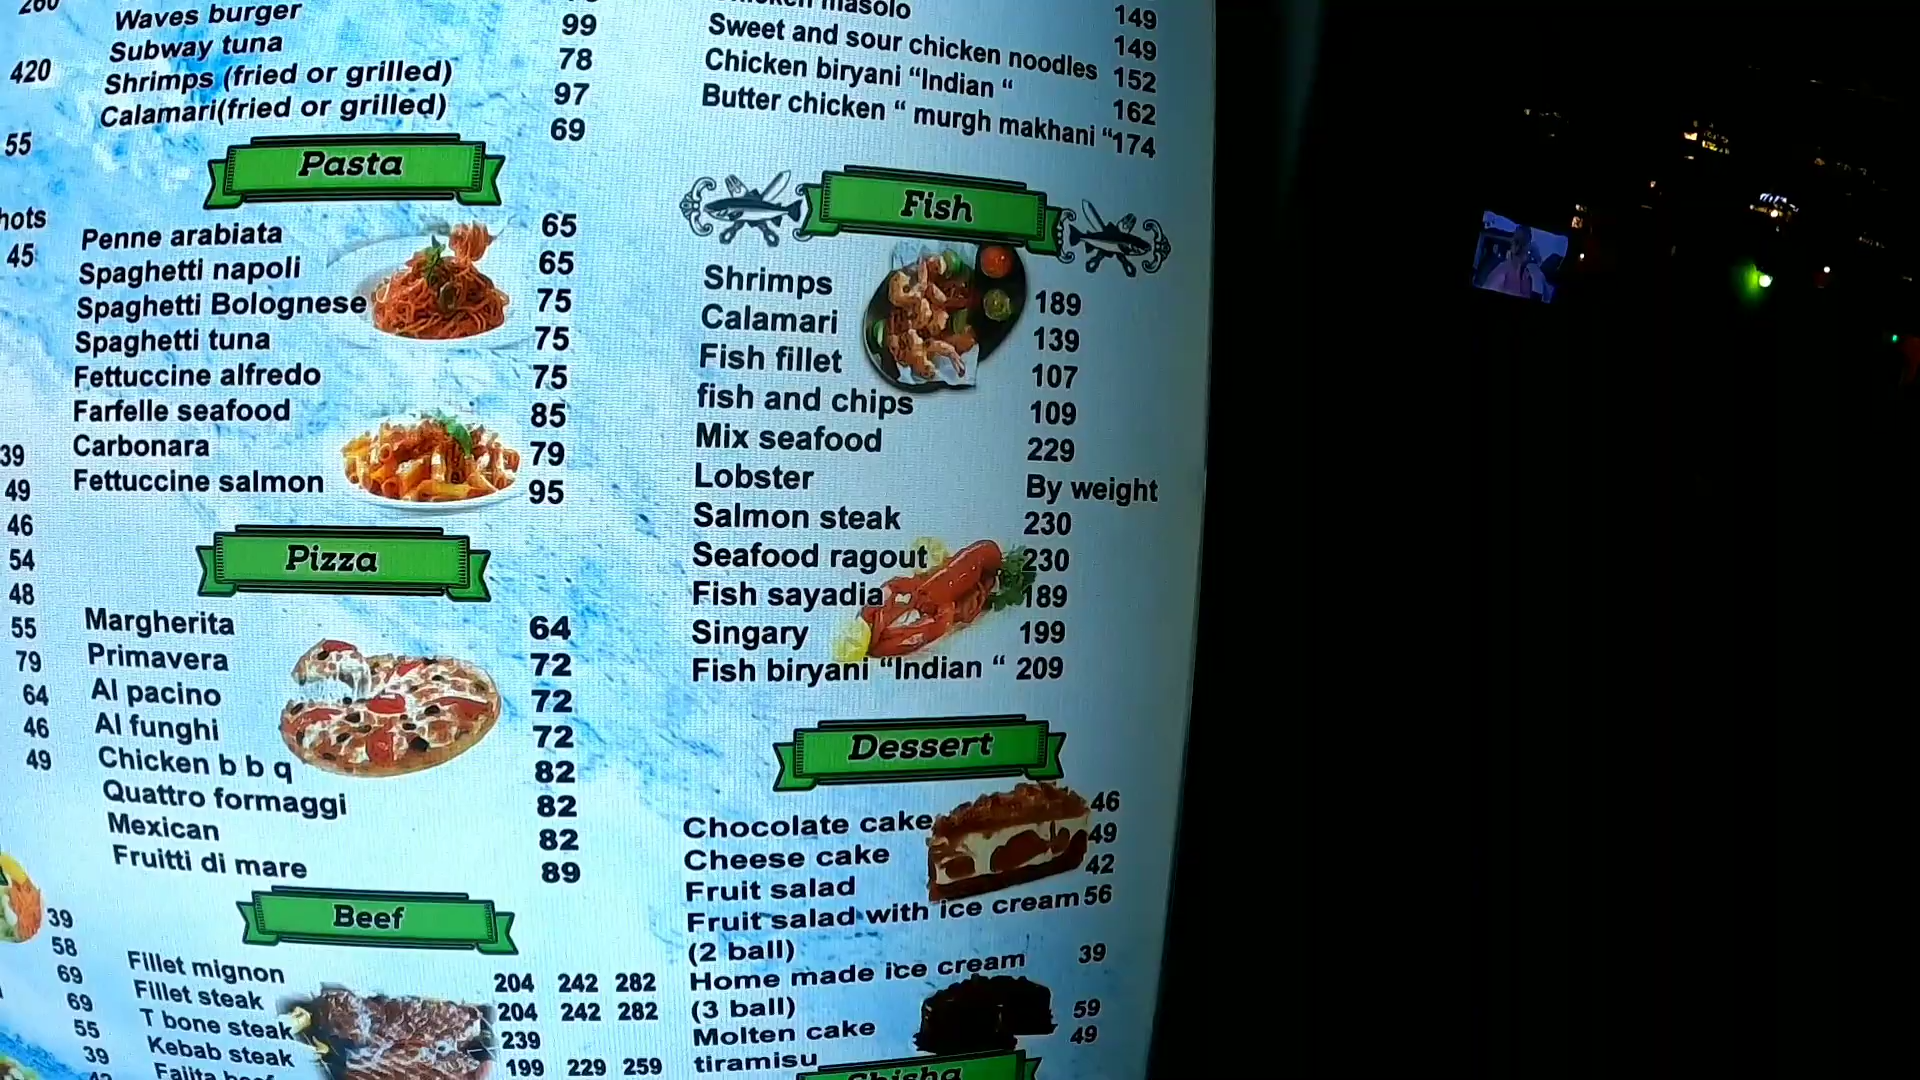 260
420
55
hots
45
39
49
46
54
48
55
79
64
46
49
39
58
69
69
55
39
Waves burger 99
Subway tuna 78
Shrimps (fried or grilled) 97
Calamari(fried or grilled) 69
Pasta
Penne arabiata 65
Spaghetti napoli 65
Spaghetti Bolognese 75
Spaghetti tuna 75
Fettuccine alfredo 75
Farfelle seafood 85
Carbonara 79
Fettuccine salmon 95
Pizza
Margherita 64
Primavera 72
Al pacino 72
Al funghi 72
Chicken b b q 82
Quattro formaggi 82
Mexican 82
Fruitti di mare 89
Beef
Fillet mignon 204 242 282
Fillet steak 204 242 282
T bone steak 239
Kebab steak 199 229 259
Fajita beef
masolo 149
149
Sweet and sour chicken noodles 152
Chicken biryani “Indian “ 162
Butter chicken “ murgh makhani “174
Fish
Shrimps 189
Calamari 139
Fish fillet 107
fish and chips 109
Mix seafood 229
Lobster By weight
Salmon steak 230
Seafood ragout 230
Fish sayadia 189
Singary 199
Fish biryani “Indian “ 209
Dessert
Chocolate cake 46
Cheese cake 49
Fruit salad 42
Fruit salad with ice cream 56
(2 ball)
Home made ice cream 39
(3 ball)
Molten cake 59
tiramisu 49
Shisha